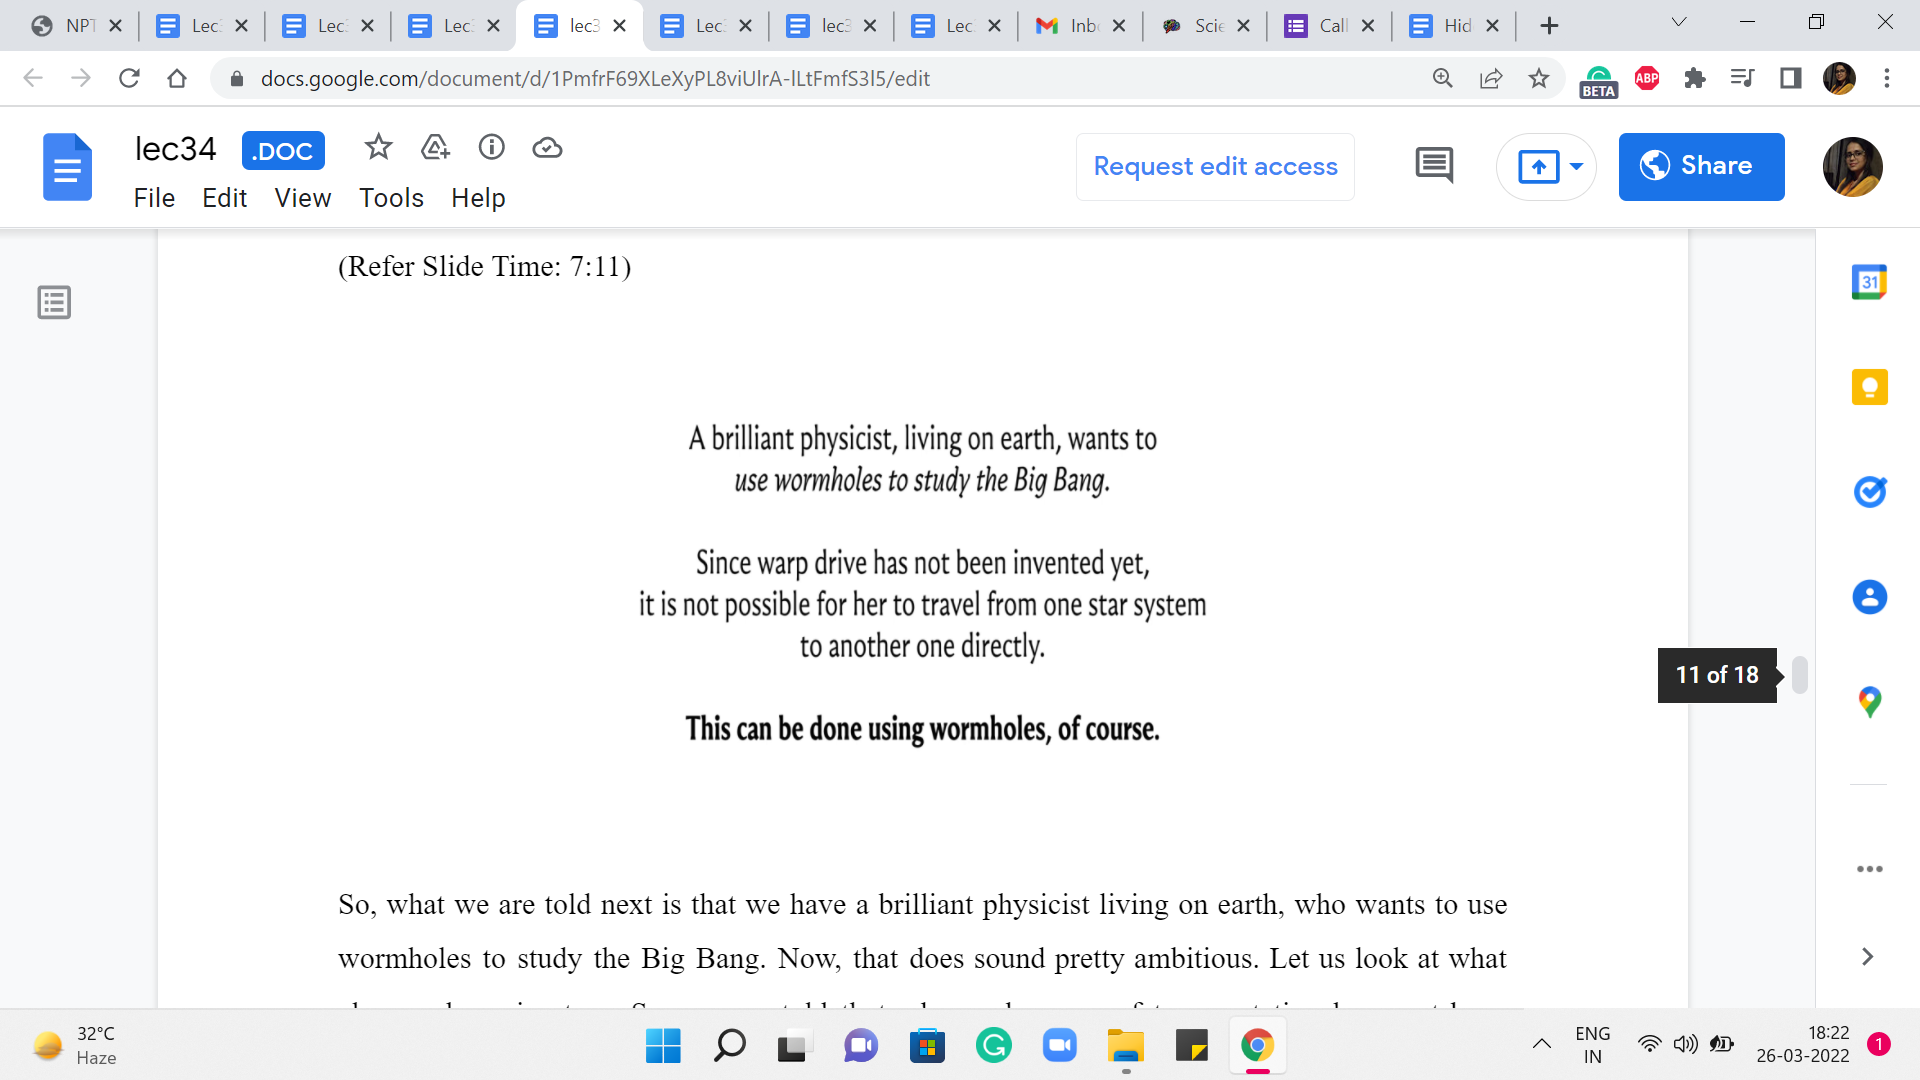 NPT
Lec
Lec
Lec
lec3
Lec
lec3
Lec
Inb
Scie
Call
Hid
docs.google.com/document/d/1PmfrF69XLeXyPL8viUlrA-lLtFmfS3l5/edit
BETA
ABP
lec34 .DOC
Request edit access
Share
File Edit View Tools Help
(Refer Slide Time: 7:11)
31
A brilliant physicist, living on earth, wants to
use wormholes to study the Big Bang.
Since warp drive has not been invented yet,
it is not possible for her to travel from one star system
to another one directly.
11 of 18
This can be done using wormholes, of course.
So, what we are told next is that we have a brilliant physicist living on earth, who wants to use
wormholes to study the Big Bang. Now, that does sound pretty ambitious. Let us look at what
32°C
Haze
ENG
IN
18:22
26-03-2022
1